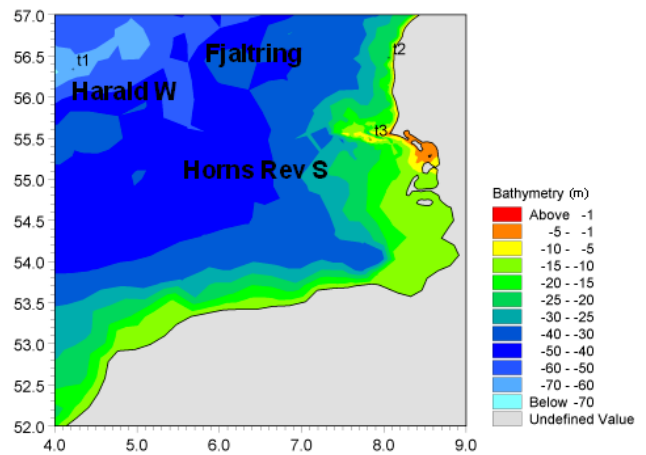 57.0
56.5
56.0
55.5
55.0
54.5
54.0
53.5
53.0
52.5
52.0
4.0 5.0 6.0 7.0 8.0 9.0
t1
Fjaltring
t2
Harald W
t3
Horns Rev S
Bathymetry (m)
Above -1
-5 - -1
-10 - -5
-15 - -10
-20 - -15
-25 - -20
-30 - -25
-40 - -30
-50 - -40
-60 - -50
-70 - -60
Below -70
Undefined Value